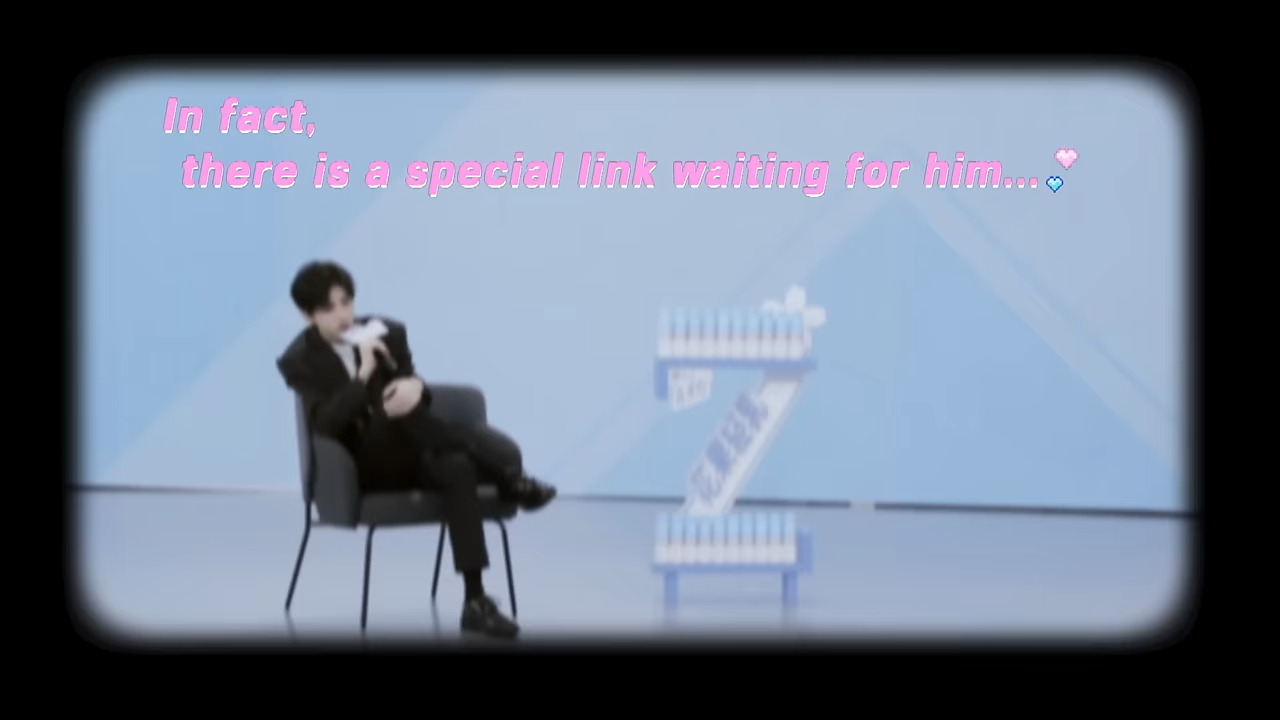 In fact,
there is a special link waiting for him...